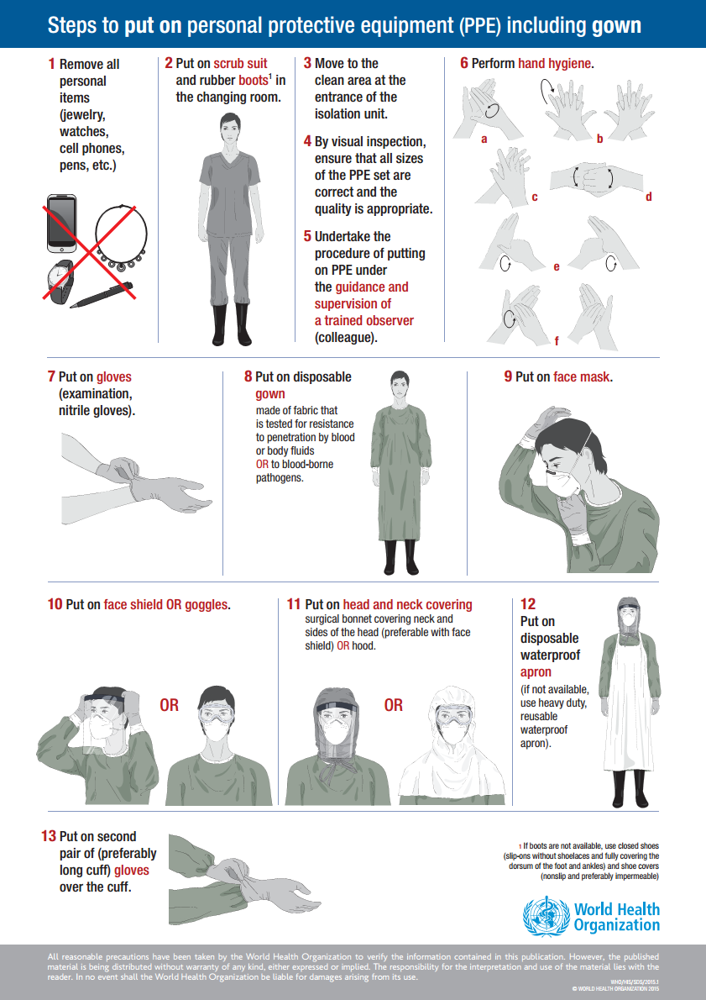 Steps to put on personal protective equipment (PPE) including gown
1 Remove all
personal
items
(jewelry,
watches,
cell phones,
pens, etc.)
2 Put on scrub suit
and rubber boots1 in
the changing room.
3 Move to the
clean area at the
entrance of the
isolation unit.
4 By visual inspection,
ensure that all sizes
of the PPE set are
correct and the
quality is appropriate.
5 Undertake the
procedure of putting
on PPE under
the guidance and
supervision of
a trained observer
(colleague).
6 Perform hand hygiene.
a
b
c
d
e
f
7 Put on gloves
(examination,
nitrile gloves).
8 Put on disposable
gown
made of fabric that
is tested for resistance
to penetration by blood
or body fluids
OR to blood-borne
pathogens.
9 Put on face mask.
10 Put on face shield OR goggles.
OR
11 Put on head and neck covering
surgical bonnet covering neck and
sides of the head (preferable with face
shield) OR hood.
OR
12
Put on
disposable
waterproof
apron
(if not available,
use heavy duty,
reusable
waterproof
apron).
13 Put on second
pair of (preferably
long cuff) gloves
over the cuff.
1 If boots are not available, use closed shoes
(slip-ons without shoelaces and fully covering the
dorsum of the foot and ankles) and shoe covers
(nonslip and preferably impermeable)
World Health
Organization
All reasonable precautions have been taken by the World Health Organization to verify the information contained in this publication. However, the published
material is being distributed without warranty of any kind, either expressed or implied. The responsibility for the interpretation and use of the material lies with the
reader. In no event shall the World Health Organization be liable for damages arising from its use.
WHO/HIS/SDS/2015.1
© WORLD HEALTH ORGANIZATION 2015